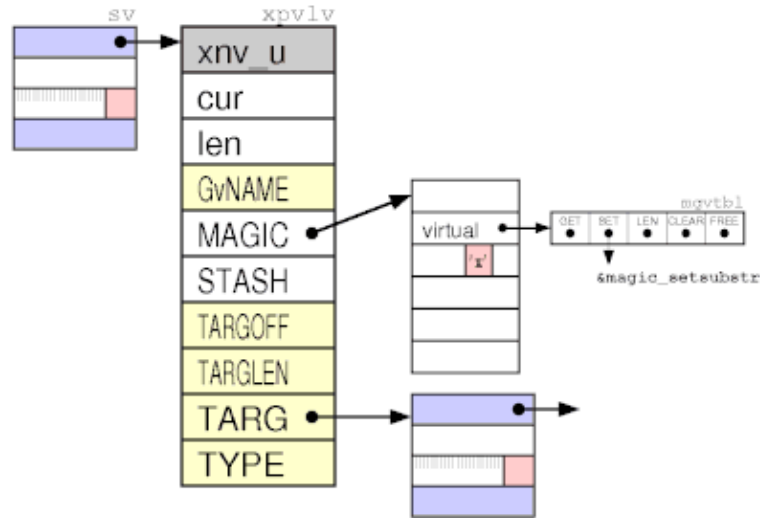 sv
xpvlv
xnv_u
cur
len
GvNAME
MAGIC
STASH
TARGOFF
TARGLEN
TARG
TYPE
virtual
'x'
mgvtbl
GET SET LEN CLEAR FREE
&magic_setsubstr